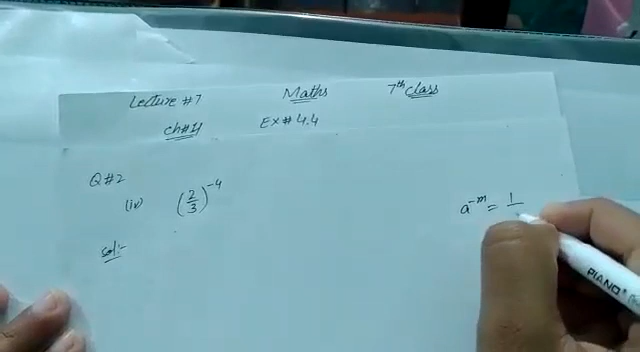 Lecture #7 Maths 7th class
ch#4 Ex#4.4
Q#2
(iv) (2/3)^-4
a^-m = 1/
Sol:-
PIANO